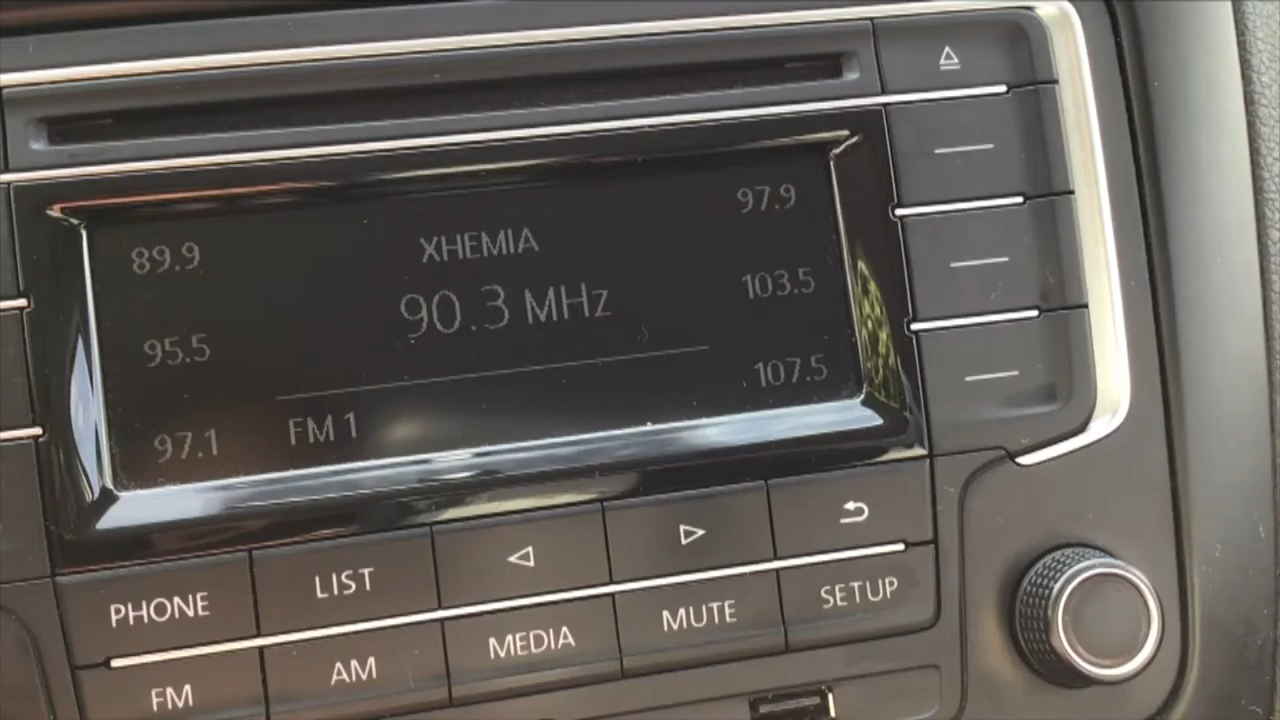 89.9
95.5
97.1
XHEMIA
90.3 MHz
FM 1
97.9
103.5
107.5
PHONE
LIST
FM
AM
MEDIA
MUTE
SETUP